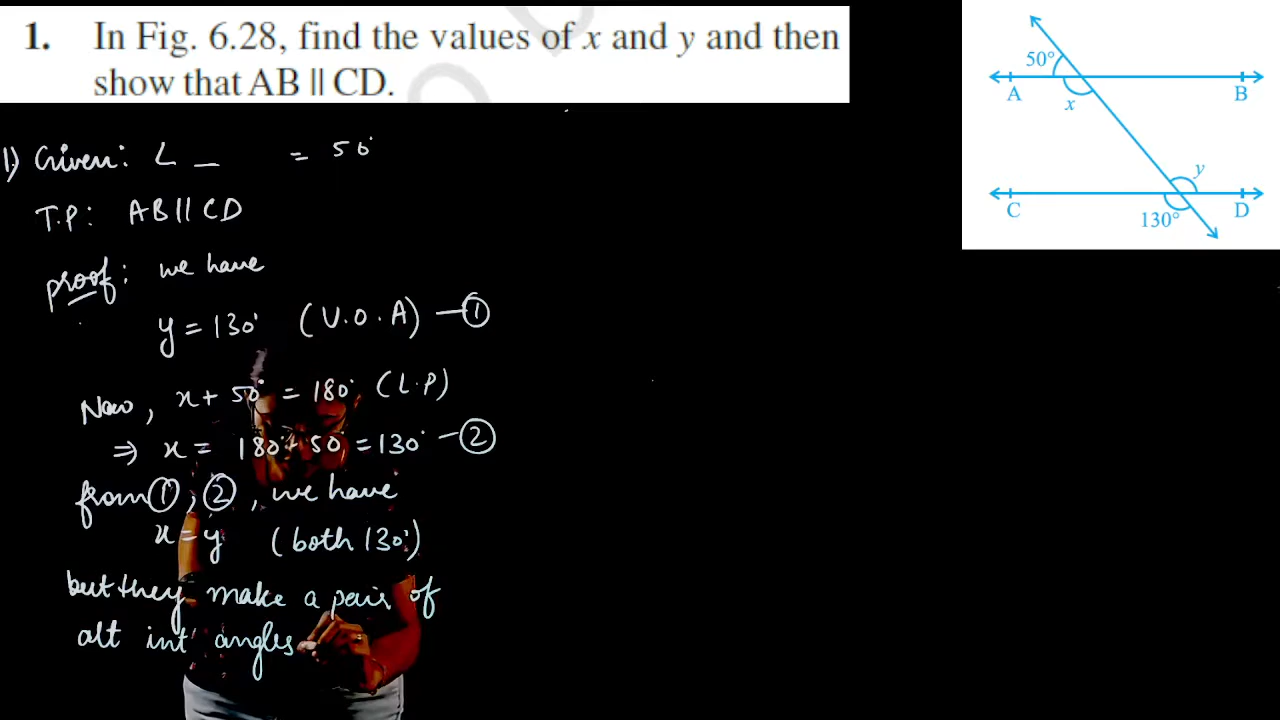 1. In Fig. 6.28, find the values of x and y and then
show that AB || CD.
50°
A
B
x
y
C
130°
D
1) Given: ∠ _ = 50°
T.P: AB || CD
proof: we have
y = 130° (V.O.A) — ①
Now, x + 50° = 180° (L.P)
⇒ x = 180° - 50° = 130° — ②
from ①, ②, we have
x = y (both 130°)
but they make a pair of
alt int angles